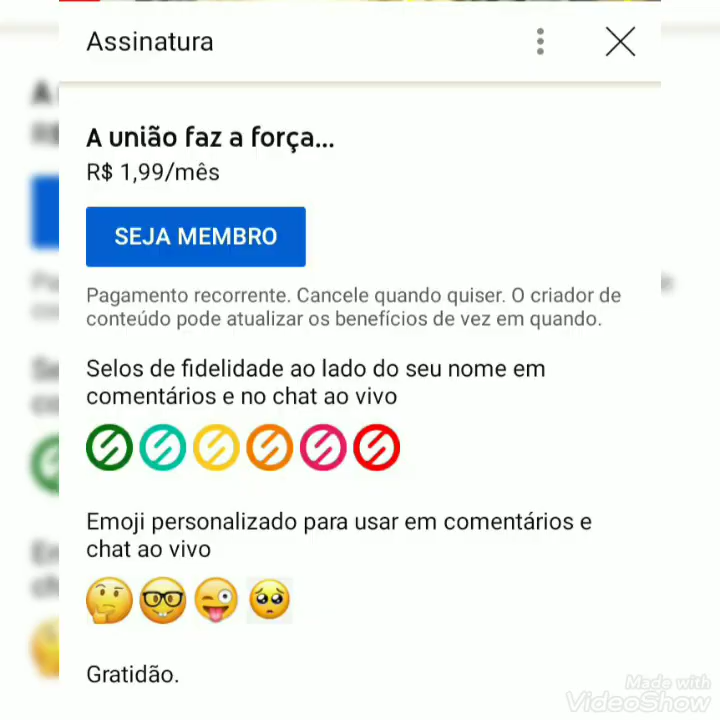 Assinatura
A união faz a força...
R$ 1,99/mês
SEJA MEMBRO
Pagamento recorrente. Cancele quando quiser. O criador de
conteúdo pode atualizar os benefícios de vez em quando.
Selos de fidelidade ao lado do seu nome em
comentários e no chat ao vivo
Emoji personalizado para usar em comentários e
chat ao vivo
Gratidão.
Made with
VideoShow